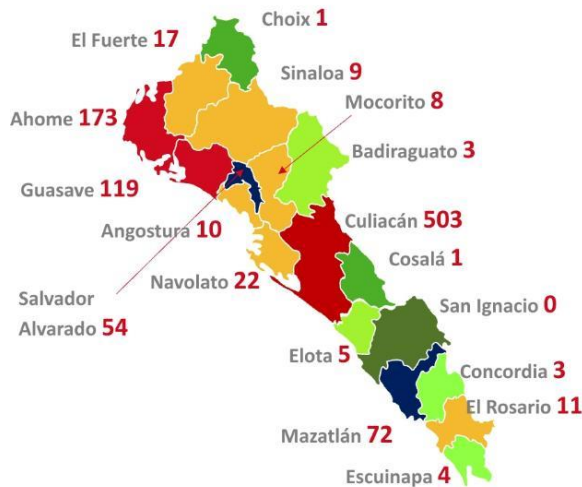 Choix 1
El Fuerte 17
Sinaloa 9
Mocorito 8
Ahome 173
Badiraguato 3
Guasave 119
Culiacán 503
Angostura 10
Cosalá 1
Navolato 22
San Ignacio 0
Salvador
Alvarado 54
Elota 5
Concordia 3
El Rosario 11
Mazatlán 72
Escuinapa 4